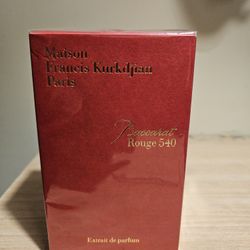 Maison
Francis Kurkdjian
Paris
Baccarat
Rouge 540
Extrait de parfum